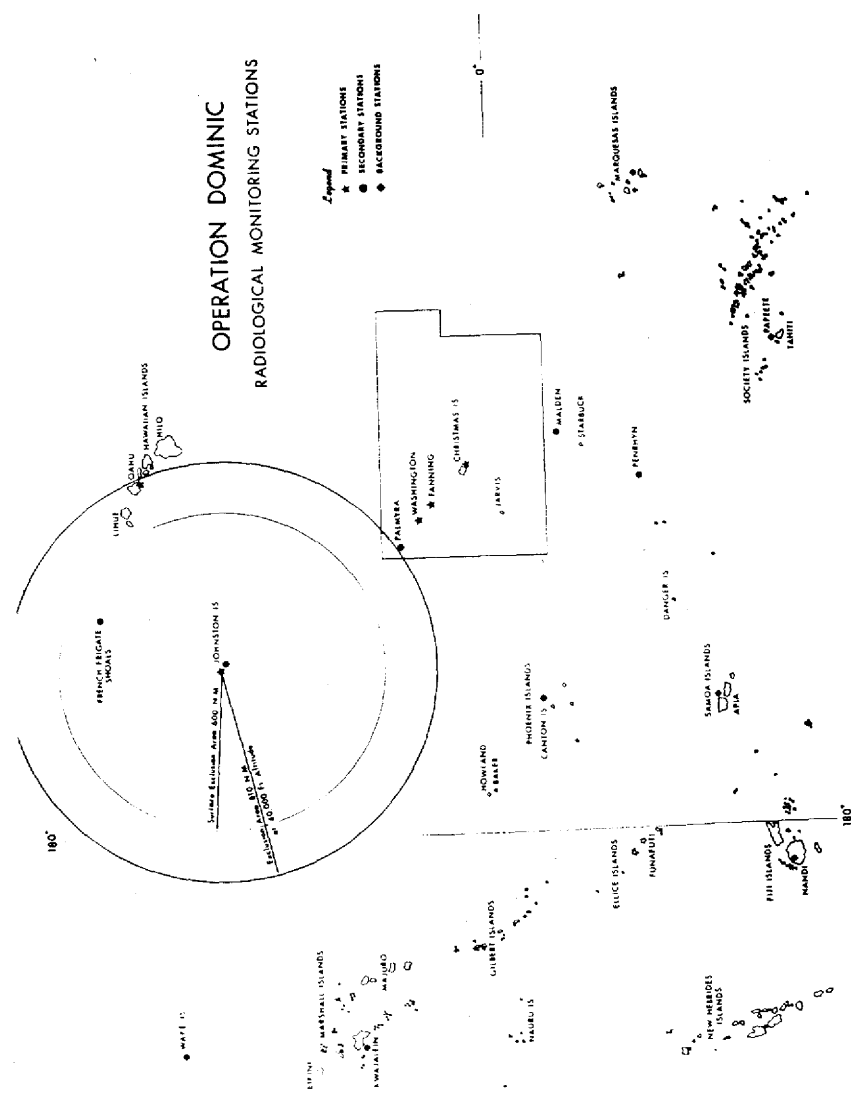 OPERATION DOMINIC
RADIOLOGICAL MONITORING STATIONS
Legend
PRIMARY STATIONS
SECONDARY STATIONS
BACKGROUND STATIONS
0°
180°
FRENCH FRIGATE
SHOALS
LIHUE
OAHU
HAWAIIAN ISLANDS
HILO
JOHNSTON IS
Surface Exclusion Area 600 N M
Exclusion Area 810 N M
at 60,000 Ft Altitude
WAKE IS
MARSHALL ISLANDS
KWAJALEIN
MAJURO
PALMYRA
WASHINGTON
FANNING
CHRISTMAS IS
JARVIS
MALDEN
STARBUCK
PENRHYN
MARQUESAS ISLANDS
SOCIETY ISLANDS
PAPEETE
TAHITI
HOWLAND
BAKER
PHOENIX ISLANDS
CANTON IS
DANGER IS
SAMOA ISLANDS
APIA
GILBERT ISLANDS
NAURU IS
ELLICE ISLANDS
FUNAFUTI
FIJI ISLANDS
NANDI
NEW HEBRIDES
ISLANDS
180°